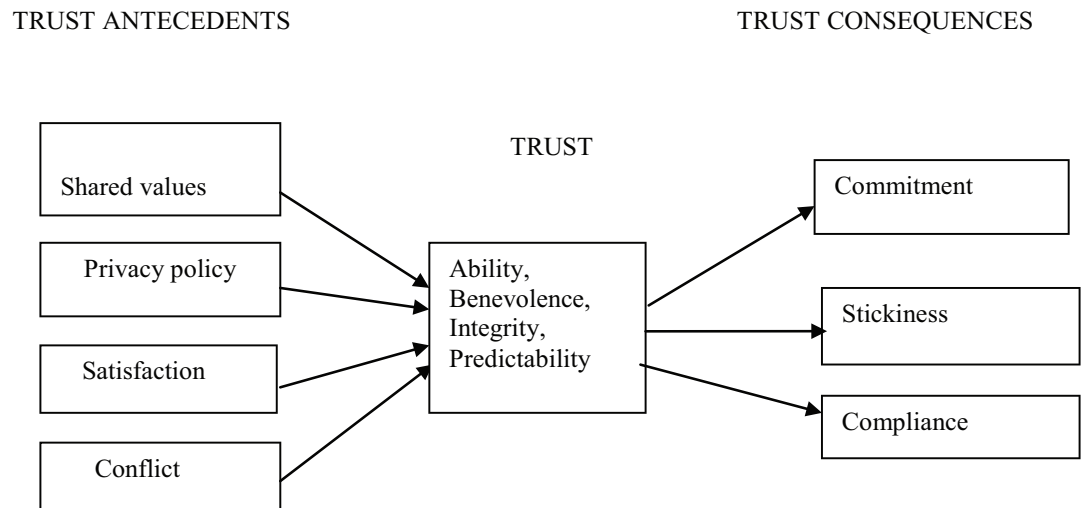 TRUST ANTECEDENTS
TRUST CONSEQUENCES
Shared values
Privacy policy
Satisfaction
Conflict
TRUST
Ability,
Benevolence,
Integrity,
Predictability
Commitment
Stickiness
Compliance